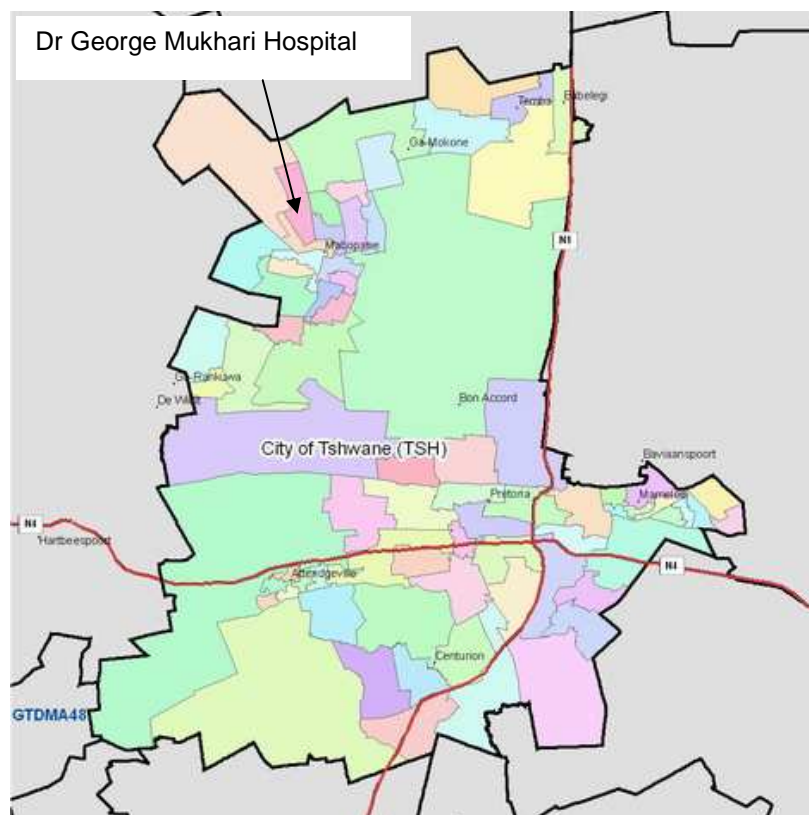 Dr George Mukhari Hospital
Temba
Babelegi
Ga-Mokone
N1
Mabopane
Ga-Rankuwa
De Wildt
Bon Accord
City of Tshwane (TSH)
Baviaanspoort
Pretoria
Mamelodi
N4
Hartbeespoort
N4
Atteridgeville
Centurion
GTDMA48